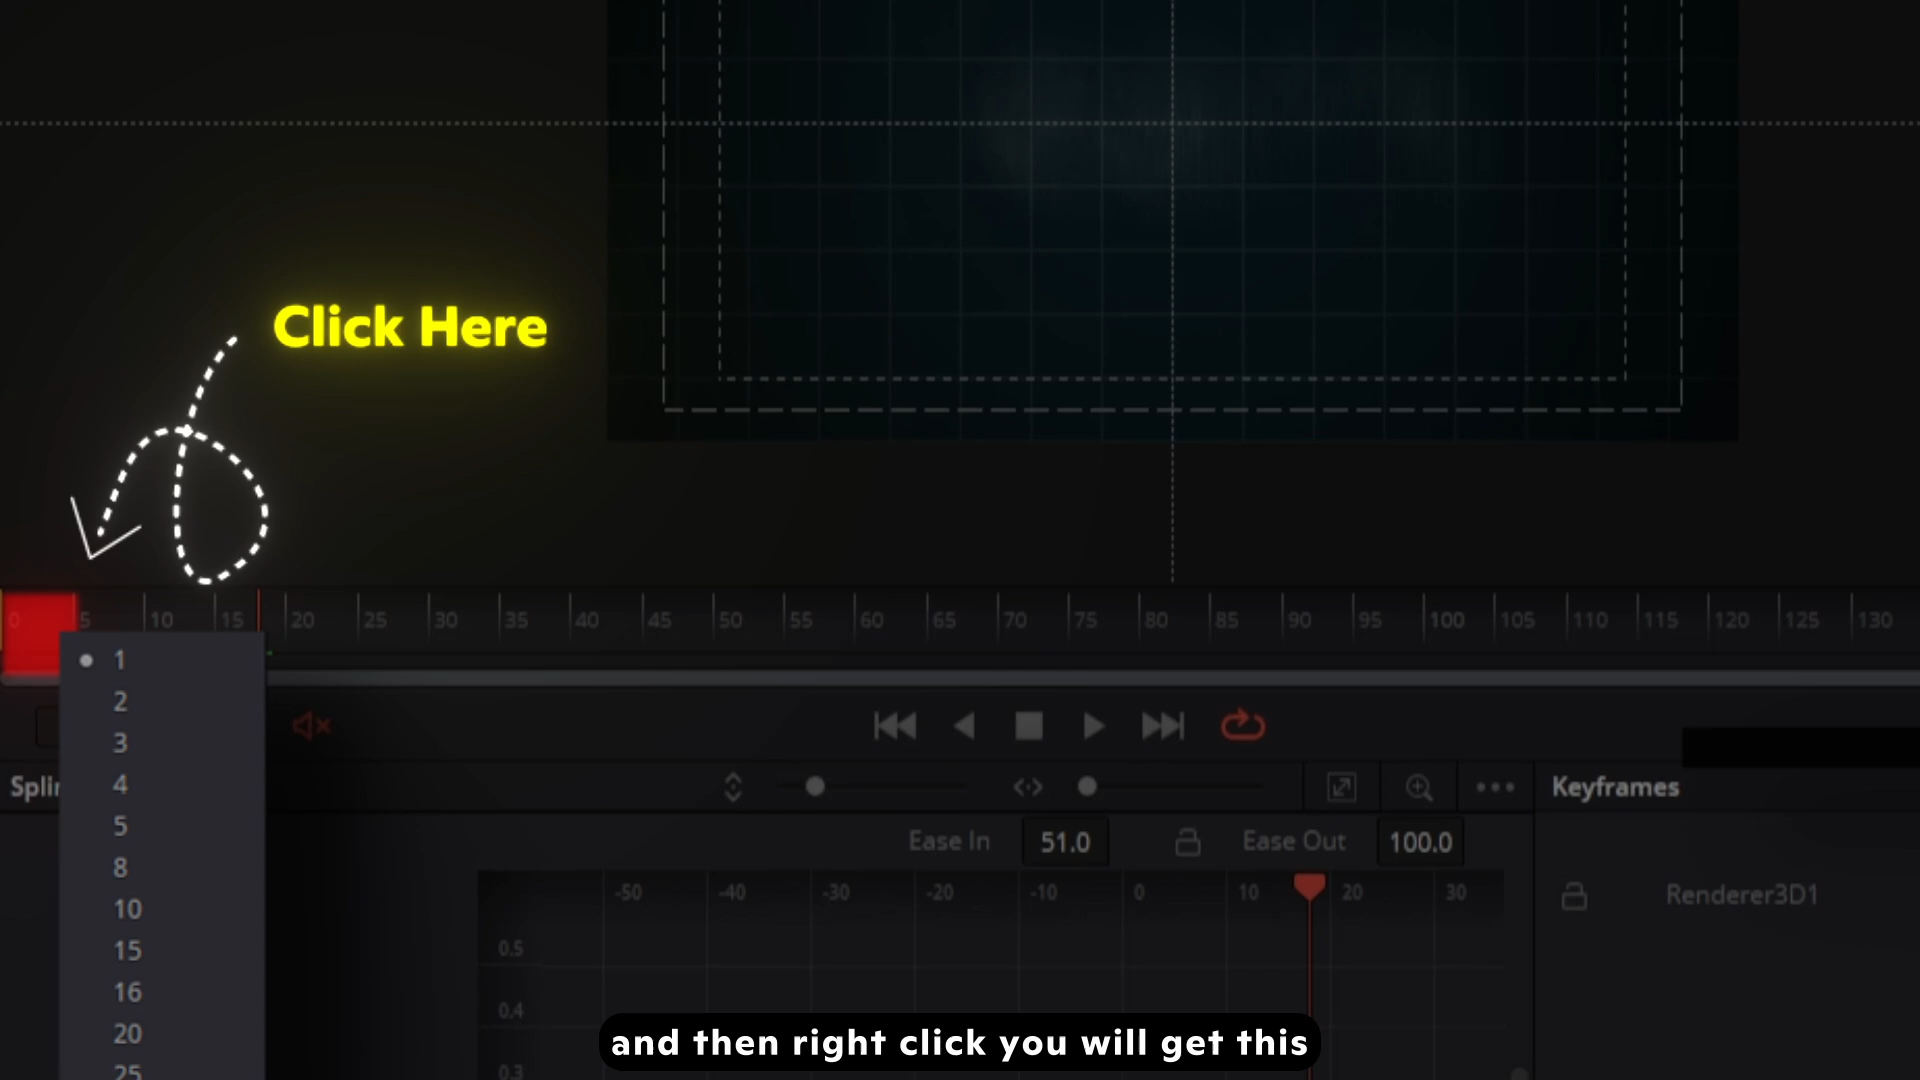 Click Here
0 5 10 15 20 25 30 35 40 45 50 55 60 65 70 75 80 85 90 95 100 105 110 115 120 125 130
1
2
3
4
5
8
10
15
16
20
25
Keyframes
Ease In 51.0 Ease Out 100.0
-50 -40 -30 -20 -10 0 10 20 30
Renderer3D1
0.5
0.4
0.3
and then right click you will get this